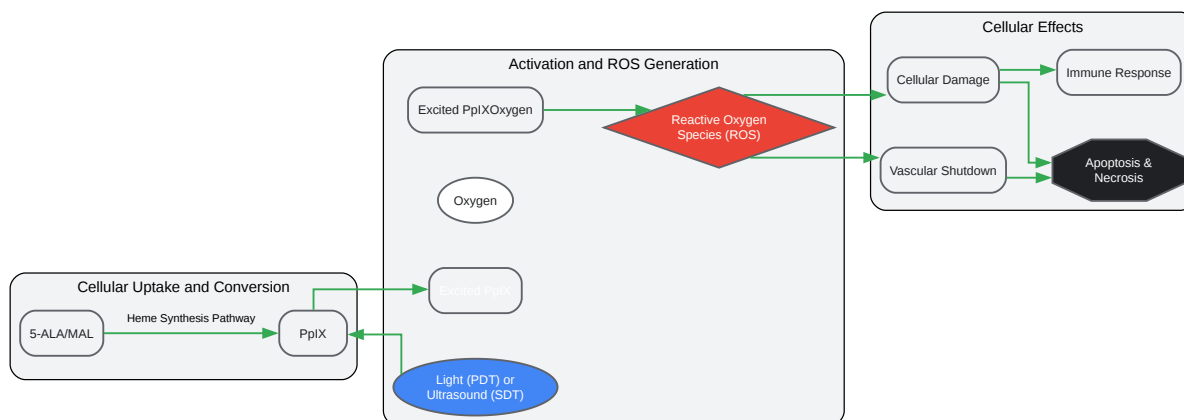 Cellular Effects
Cellular Damage
Immune Response
Vascular Shutdown
Apoptosis &
Necrosis
Activation and ROS Generation
Excited PpIXOxygen
Reactive Oxygen
Species (ROS)
Oxygen
Excited PpIX
Light (PDT) or
Ultrasound (SDT)
Cellular Uptake and Conversion
5-ALA/MAL
Heme Synthesis Pathway
PpIX